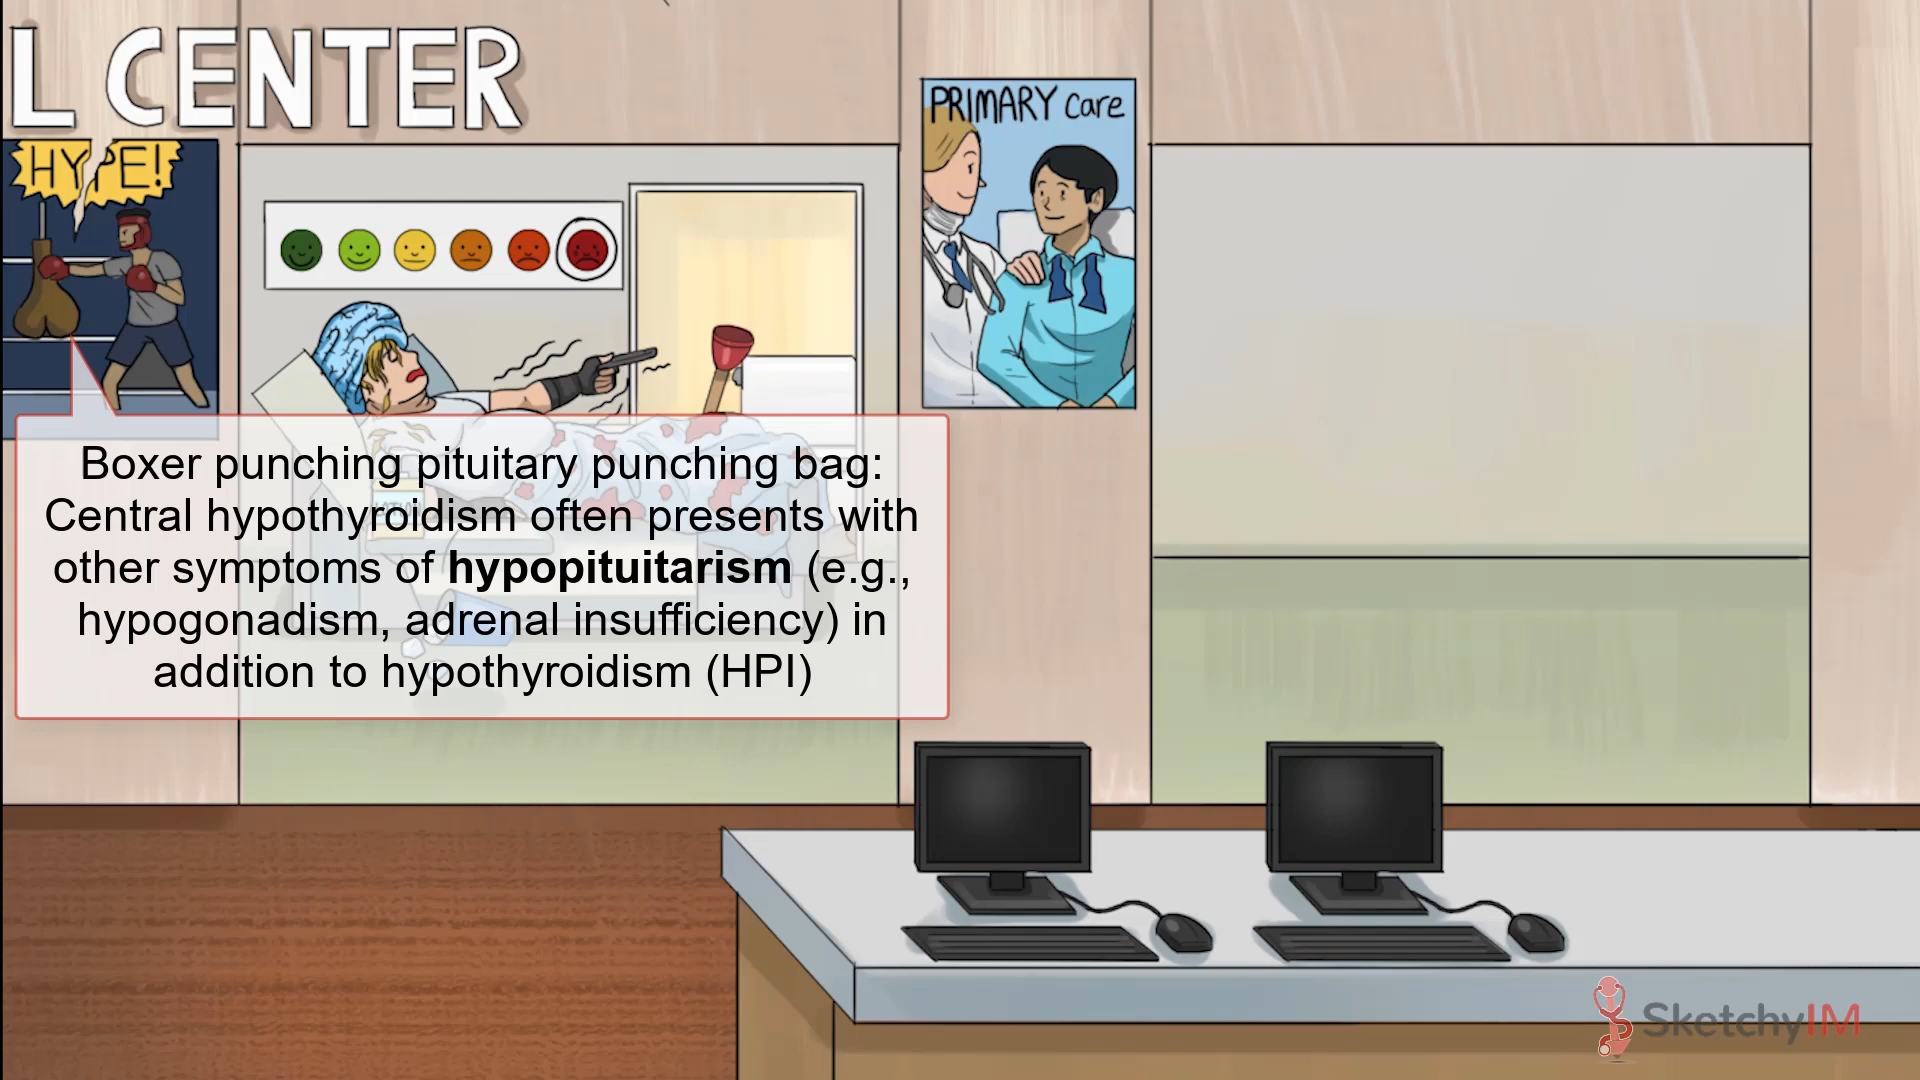 L CENTER
HYPE!
PRIMARY care
Boxer punching pituitary punching bag:
Central hypothyroidism often presents with
other symptoms of hypopituitarism (e.g.,
hypogonadism, adrenal insufficiency) in
addition to hypothyroidism (HPI)
SketchyIM